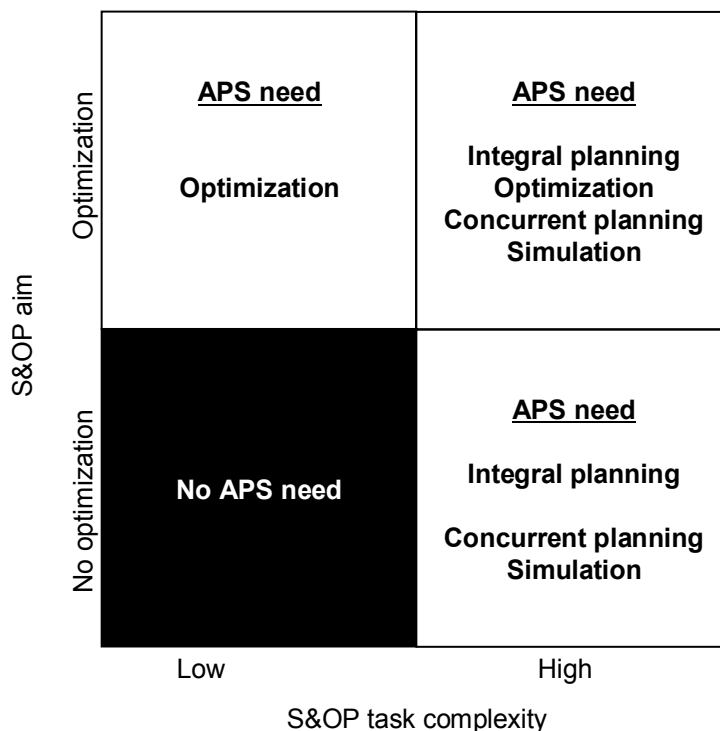 APS need
Optimization
APS need
Integral planning
Optimization
Concurrent planning
Simulation
No APS need
APS need
Integral planning
Concurrent planning
Simulation
S&OP aim
Optimization
No optimization
Low
High
S&OP task complexity